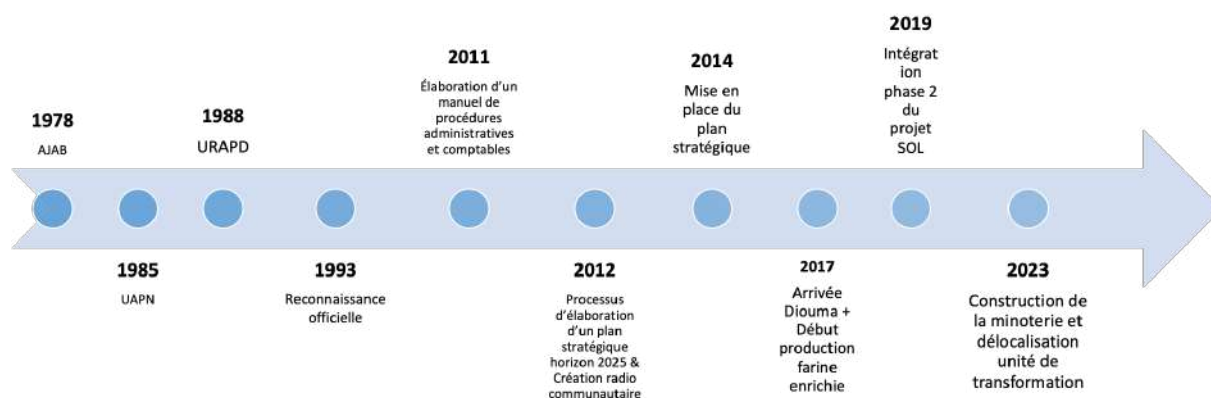 1978
AJAB
1985
UAPN
1988
URAPD
1993
Reconnaissance
officielle
2011
Élaboration d'un
manuel de
procédures
administratives
et comptables
2012
Processus
d'élaboration
d'un plan
stratégique
horizon 2025 &
Création radio
communautaire
2014
Mise en
place du
plan
stratégique
2017
Arrivée
Diouma +
Début
production
farine
enrichie
2019
Intégrat
ion
phase 2
du
projet
SOL
2023
Construction de
la minoterie et
délocalisation
unité de
transformation